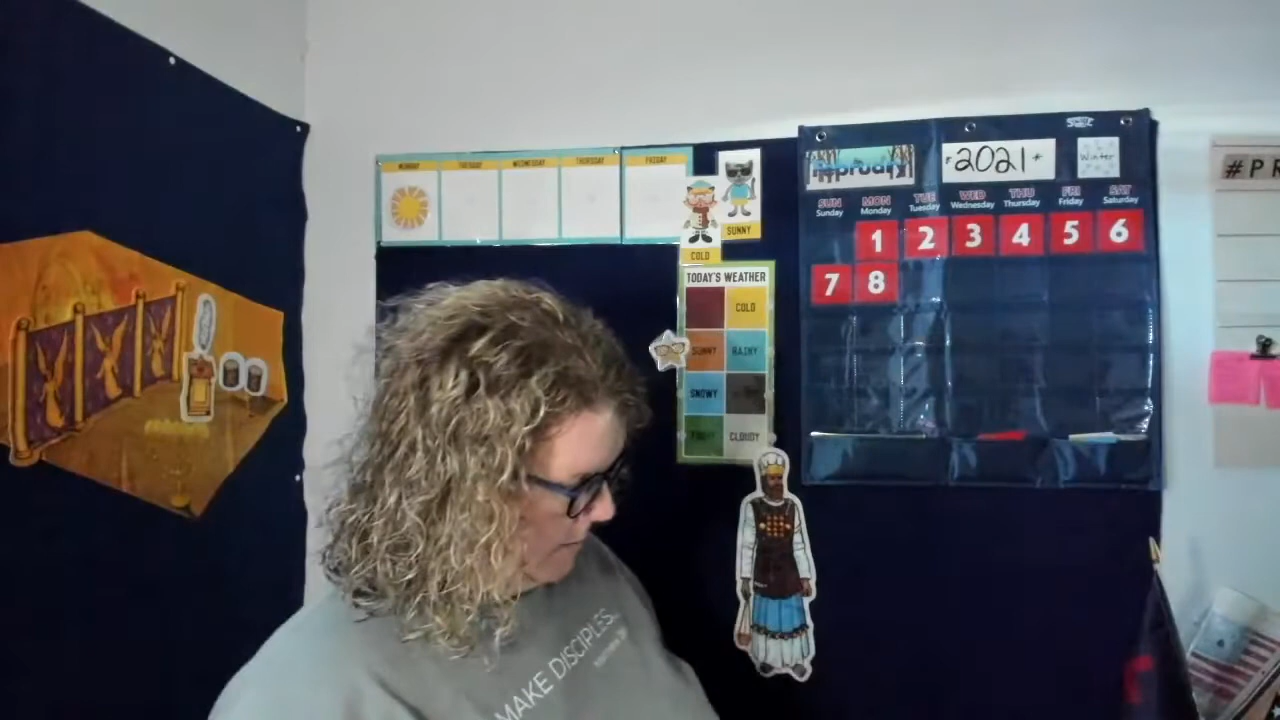 MONDAY TUESDAY WEDNESDAY THURSDAY FRIDAY
SUNNY
COLD
TODAY'S WEATHER
COLD
SUNNY RAINY
SNOWY
CLOUDY
2021
Winter
SUN MON TUE WED THU FRI SAT
Sunday Monday Tuesday Wednesday Thursday Friday Saturday
1 2 3 4 5 6
7 8
#PR
MAKE DISCIPLES.